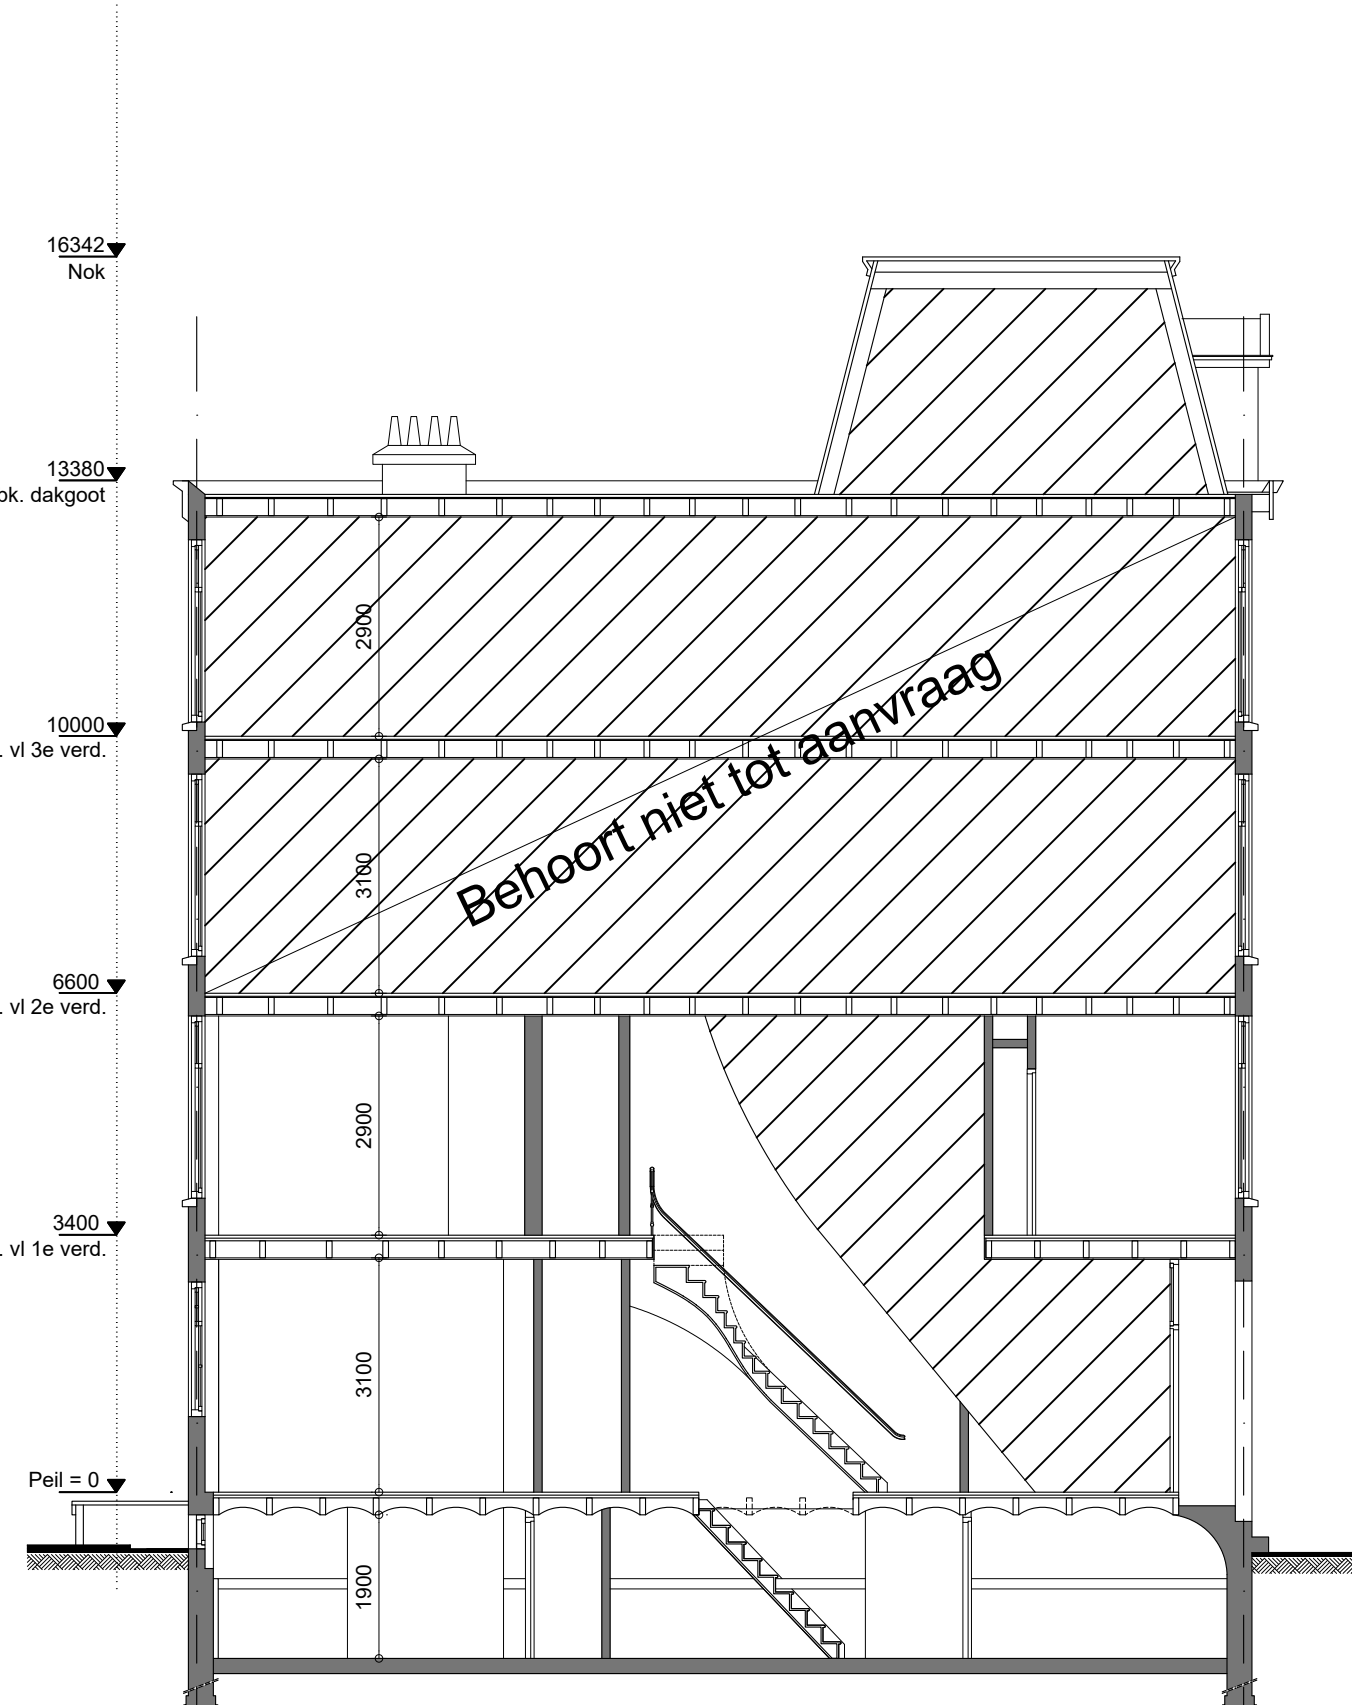 16342
Nok
13380
bk. dakgoot
2900
10000
. vl 3e verd.
Behoort niet tot aanvraag
3100
6600
. vl 2e verd.
2900
3400
. vl 1e verd.
3100
Peil = 0
1900